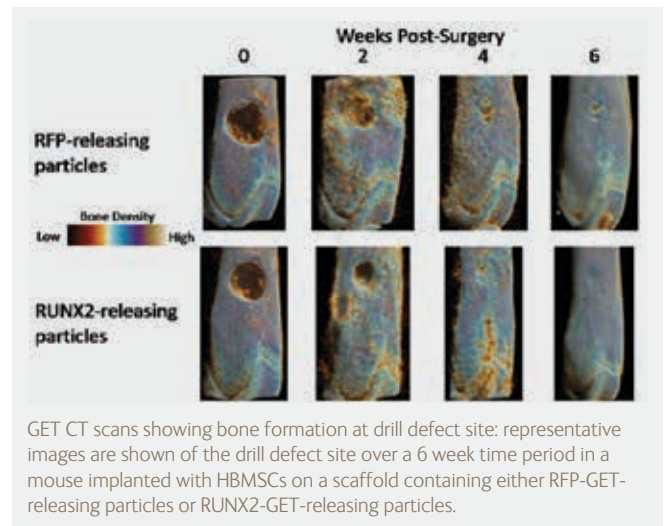 Weeks Post-Surgery
0 2 4 6
RFP-releasing
particles
Bone Density
Low High
RUNX2-releasing
particles
GET CT scans showing bone formation at drill defect site: representative
images are shown of the drill defect site over a 6 week time period in a
mouse implanted with HBMSCs on a scaffold containing either RFP-GET-
releasing particles or RUNX2-GET-releasing particles.